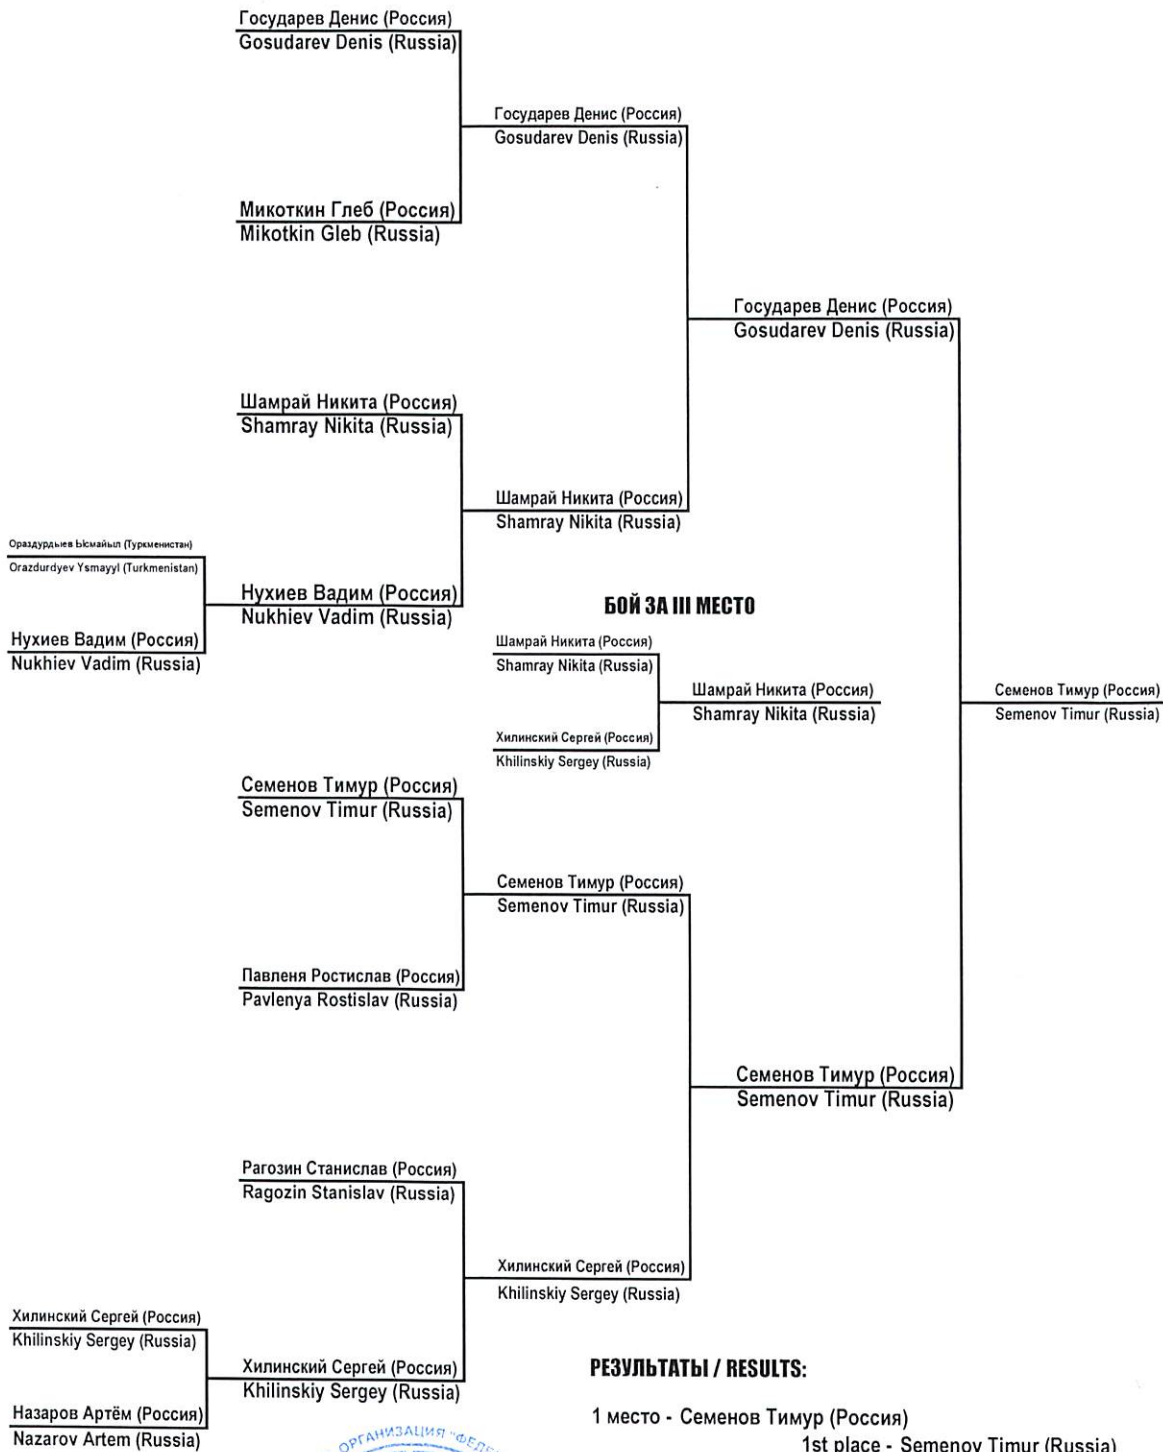 Государев Денис (Россия)
Gosudarev Denis (Russia)
Государев Денис (Россия)
Gosudarev Denis (Russia)
Микоткин Глеб (Россия)
Mikotkin Gleb (Russia)
Государев Денис (Россия)
Gosudarev Denis (Russia)
Шамрай Никита (Россия)
Shamray Nikita (Russia)
Шамрай Никита (Россия)
Shamray Nikita (Russia)
Ораздурдыев Ысмайыл (Туркменистан)
Orazdurdyev Ysmayyl (Turkmenistan)
Нухиев Вадим (Россия)
Nukhiev Vadim (Russia)
Нухиев Вадим (Россия)
Nukhiev Vadim (Russia)
БОЙ ЗА III МЕСТО
Шамрай Никита (Россия)
Shamray Nikita (Russia)
Шамрай Никита (Россия)
Shamray Nikita (Russia)
Хилинский Сергей (Россия)
Khilinskiy Sergey (Russia)
Семенов Тимур (Россия)
Semenov Timur (Russia)
Семенов Тимур (Россия)
Semenov Timur (Russia)
Семенов Тимур (Россия)
Semenov Timur (Russia)
Павленя Ростислав (Россия)
Pavlenya Rostislav (Russia)
Семенов Тимур (Россия)
Semenov Timur (Russia)
Рагозин Станислав (Россия)
Ragozin Stanislav (Russia)
Хилинский Сергей (Россия)
Khilinskiy Sergey (Russia)
Хилинский Сергей (Россия)
Khilinskiy Sergey (Russia)
Хилинский Сергей (Россия)
Khilinskiy Sergey (Russia)
Назаров Артём (Россия)
Nazarov Artem (Russia)
РЕЗУЛЬТАТЫ / RESULTS:
1 место - Семенов Тимур (Россия)
1st place - Semenov Timur (Russia)
ОРГАНИЗАЦИЯ